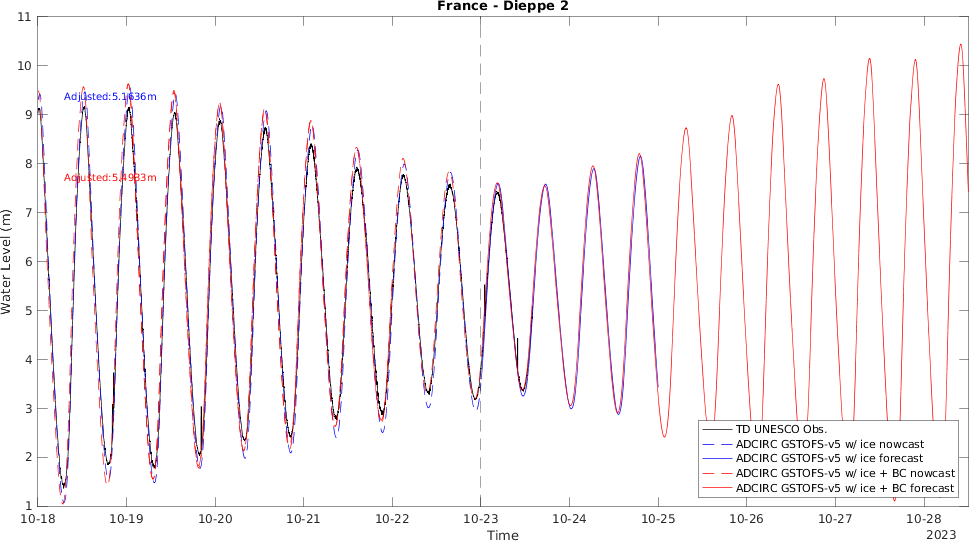 France - Dieppe 2
11
10
9
8
7
6
5
4
3
2
1
Water Level (m)
Adjusted:5.1636m
Adjusted:5.4933m
TD UNESCO Obs.
ADCIRC GSTOFS-v5 w/ ice nowcast
ADCIRC GSTOFS-v5 w/ ice forecast
ADCIRC GSTOFS-v5 w/ ice + BC nowcast
ADCIRC GSTOFS-v5 w/ ice + BC forecast
10-18 10-19 10-20 10-21 10-22 10-23 10-24 10-25 10-26 10-27 10-28
Time
2023